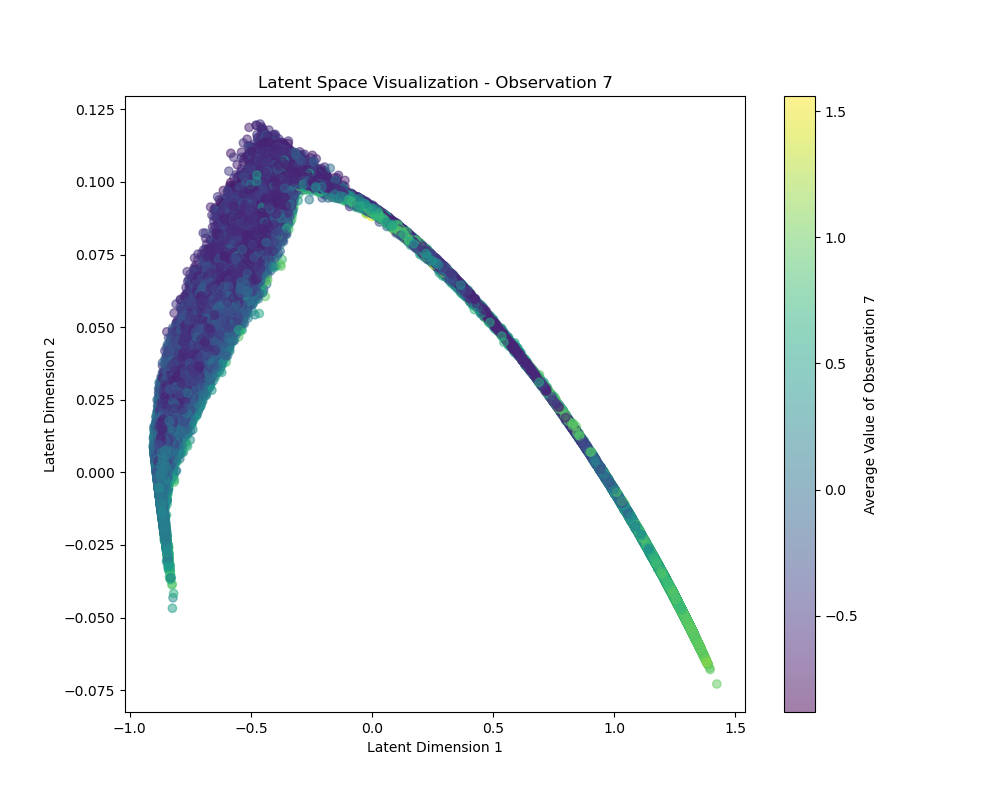 Latent Space Visualization - Observation 7
0.125
0.100
0.075
0.050
0.025
0.000
−0.025
−0.050
−0.075
Latent Dimension 2
−1.0 −0.5 0.0 0.5 1.0 1.5
Latent Dimension 1
1.5
1.0
0.5
0.0
−0.5
Average Value of Observation 7